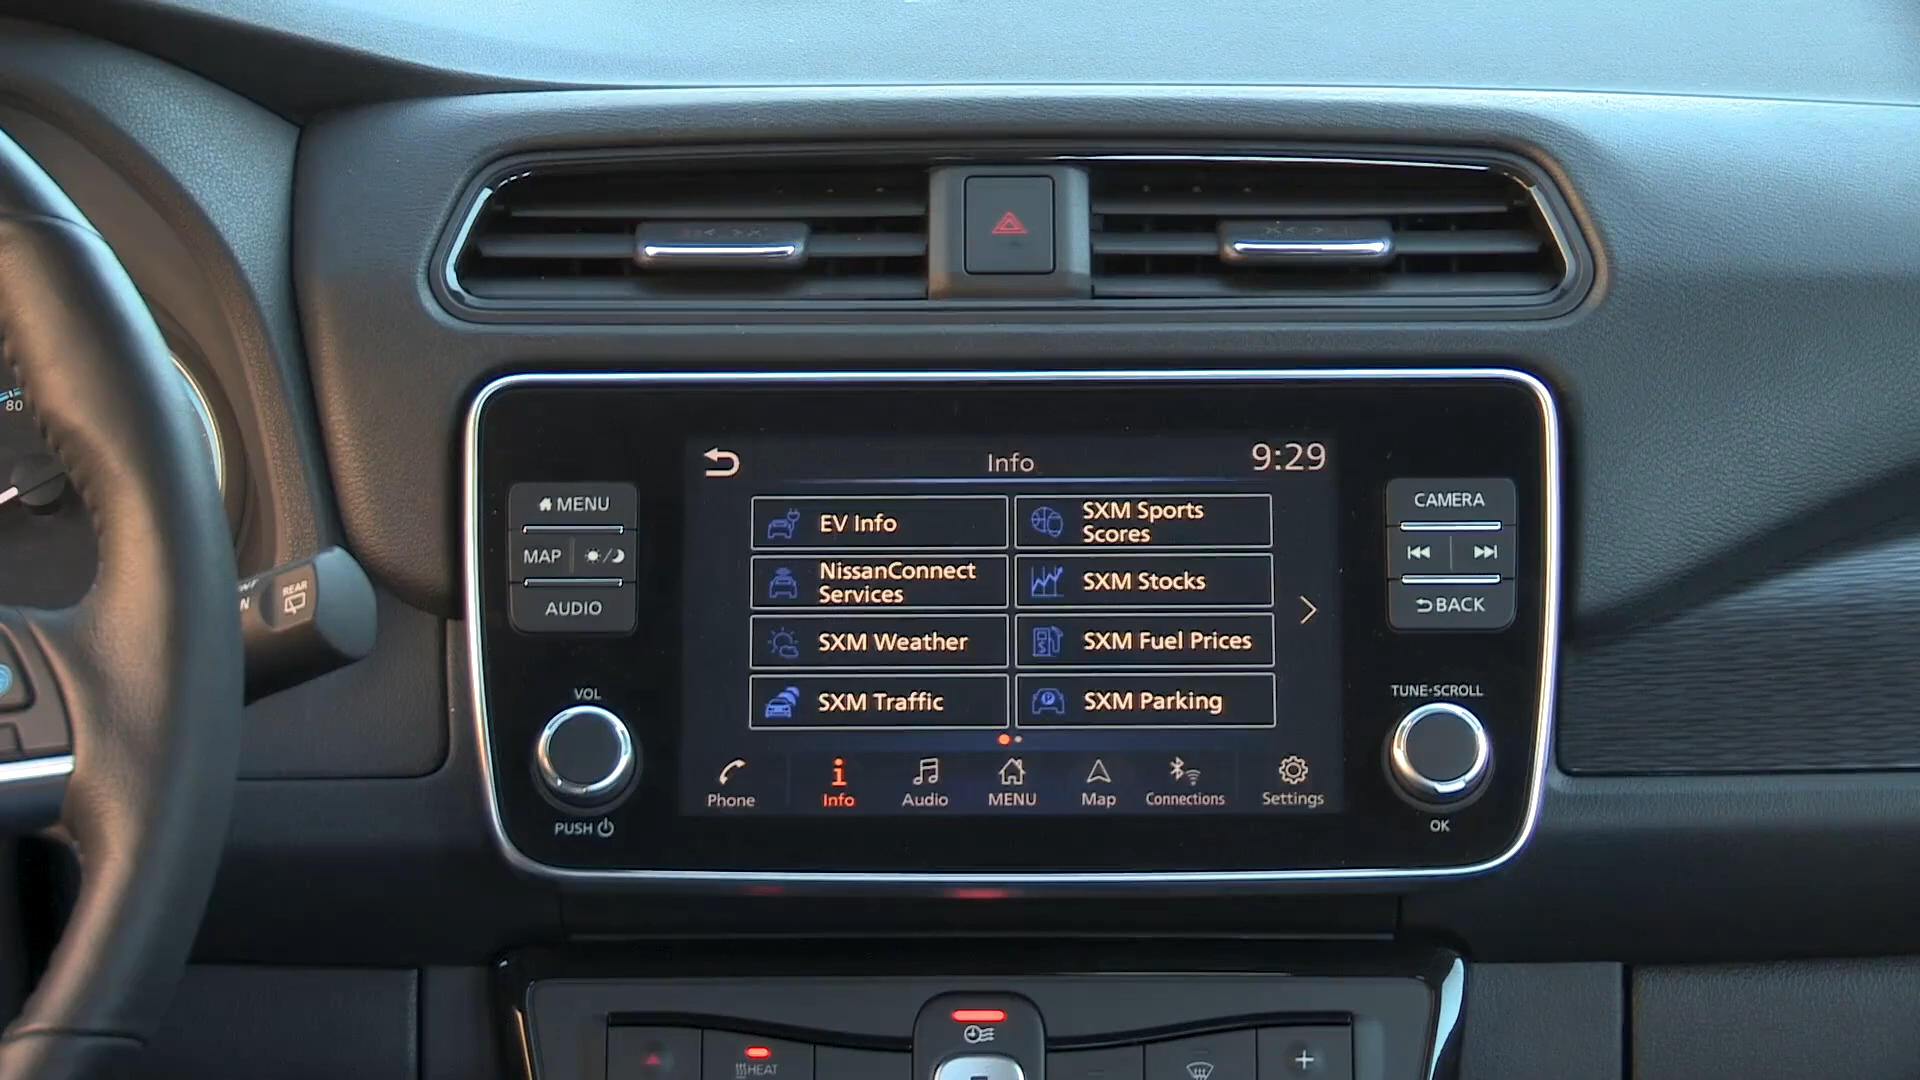 80
REAR
Info
9:29
MENU
MAP
AUDIO
VOL
PUSH
EV Info
SXM Sports
Scores
NissanConnect
Services
SXM Stocks
SXM Weather
SXM Fuel Prices
SXM Traffic
SXM Parking
Phone
Info
Audio
MENU
Map
Connections
Settings
CAMERA
BACK
TUNE·SCROLL
OK
HEAT